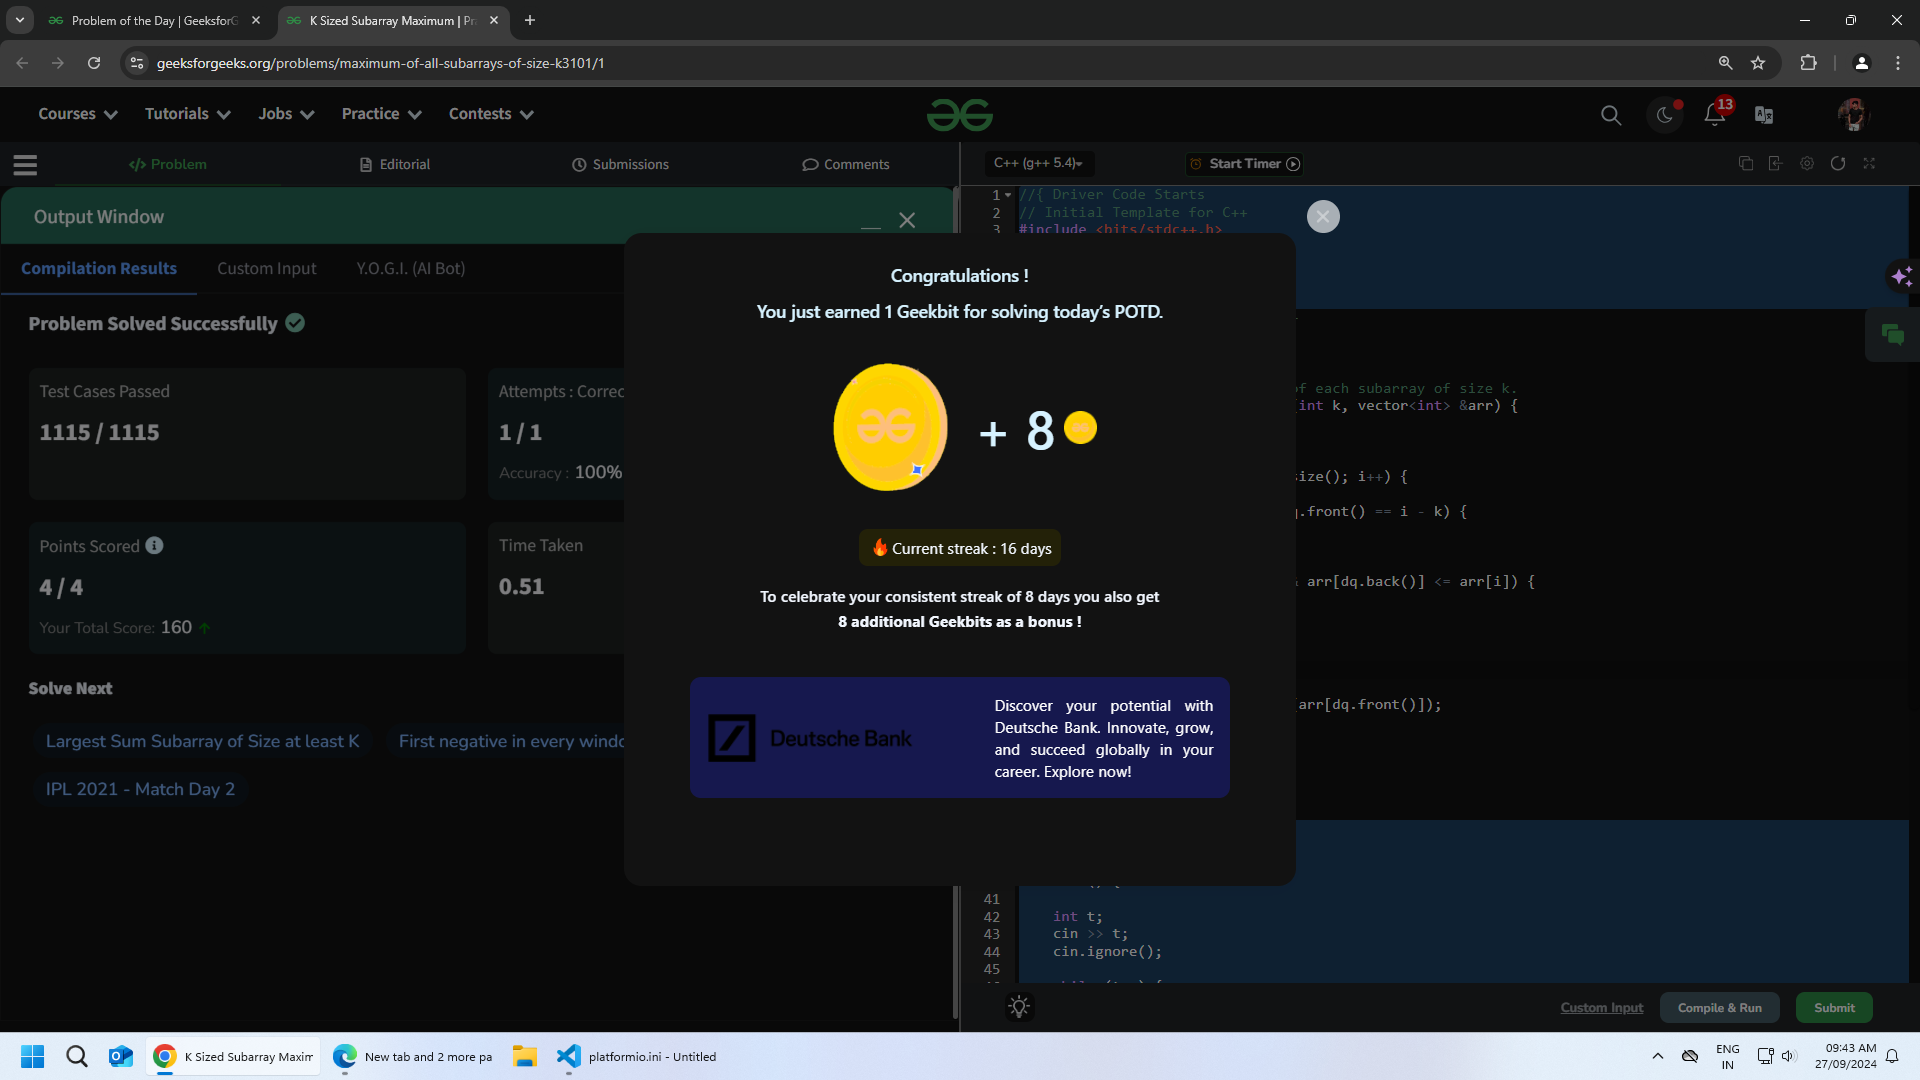 Problem of the Day | GeeksforG
K Sized Subarray Maximum | Pr
geeksforgeeks.org/problems/maximum-of-all-subarrays-of-size-k3101/1
Courses
Tutorials
Jobs
Practice
Contests
13
</> Problem
Editorial
Submissions
Comments
C++ (g++ 5.4)
Start Timer
Output Window
Compilation Results
Custom Input
Y.O.G.I. (AI Bot)
Problem Solved Successfully
Test Cases Passed
1115 / 1115
Attempts : Correc
1 / 1
Accuracy : 100%
Points Scored
4 / 4
Your Total Score: 160
Time Taken
0.51
Solve Next
Largest Sum Subarray of Size at least K
First negative in every windo
IPL 2021 - Match Day 2
Congratulations !
You just earned 1 Geekbit for solving today's POTD.
+ 8
Current streak : 16 days
To celebrate your consistent streak of 8 days you also get
8 additional Geekbits as a bonus !
Deutsche Bank
Discover your potential with
Deutsche Bank. Innovate, grow,
and succeed globally in your
career. Explore now!
1 //{ Driver Code Starts
2 // Initial Template for C++
3 #include <bits/stdc++.h>
of each subarray of size k.
(int k, vector<int> &arr) {
size(); i++) {
q.front() == i - k) {
& arr[dq.back()] <= arr[i]) {
(arr[dq.front()]);
41
42 int t;
43 cin >> t;
44 cin.ignore();
45
Custom Input
Compile & Run
Submit
K Sized Subarray Maxim
New tab and 2 more pa
platformio.ini - Untitled
ENG
IN
09:43 AM
27/09/2024